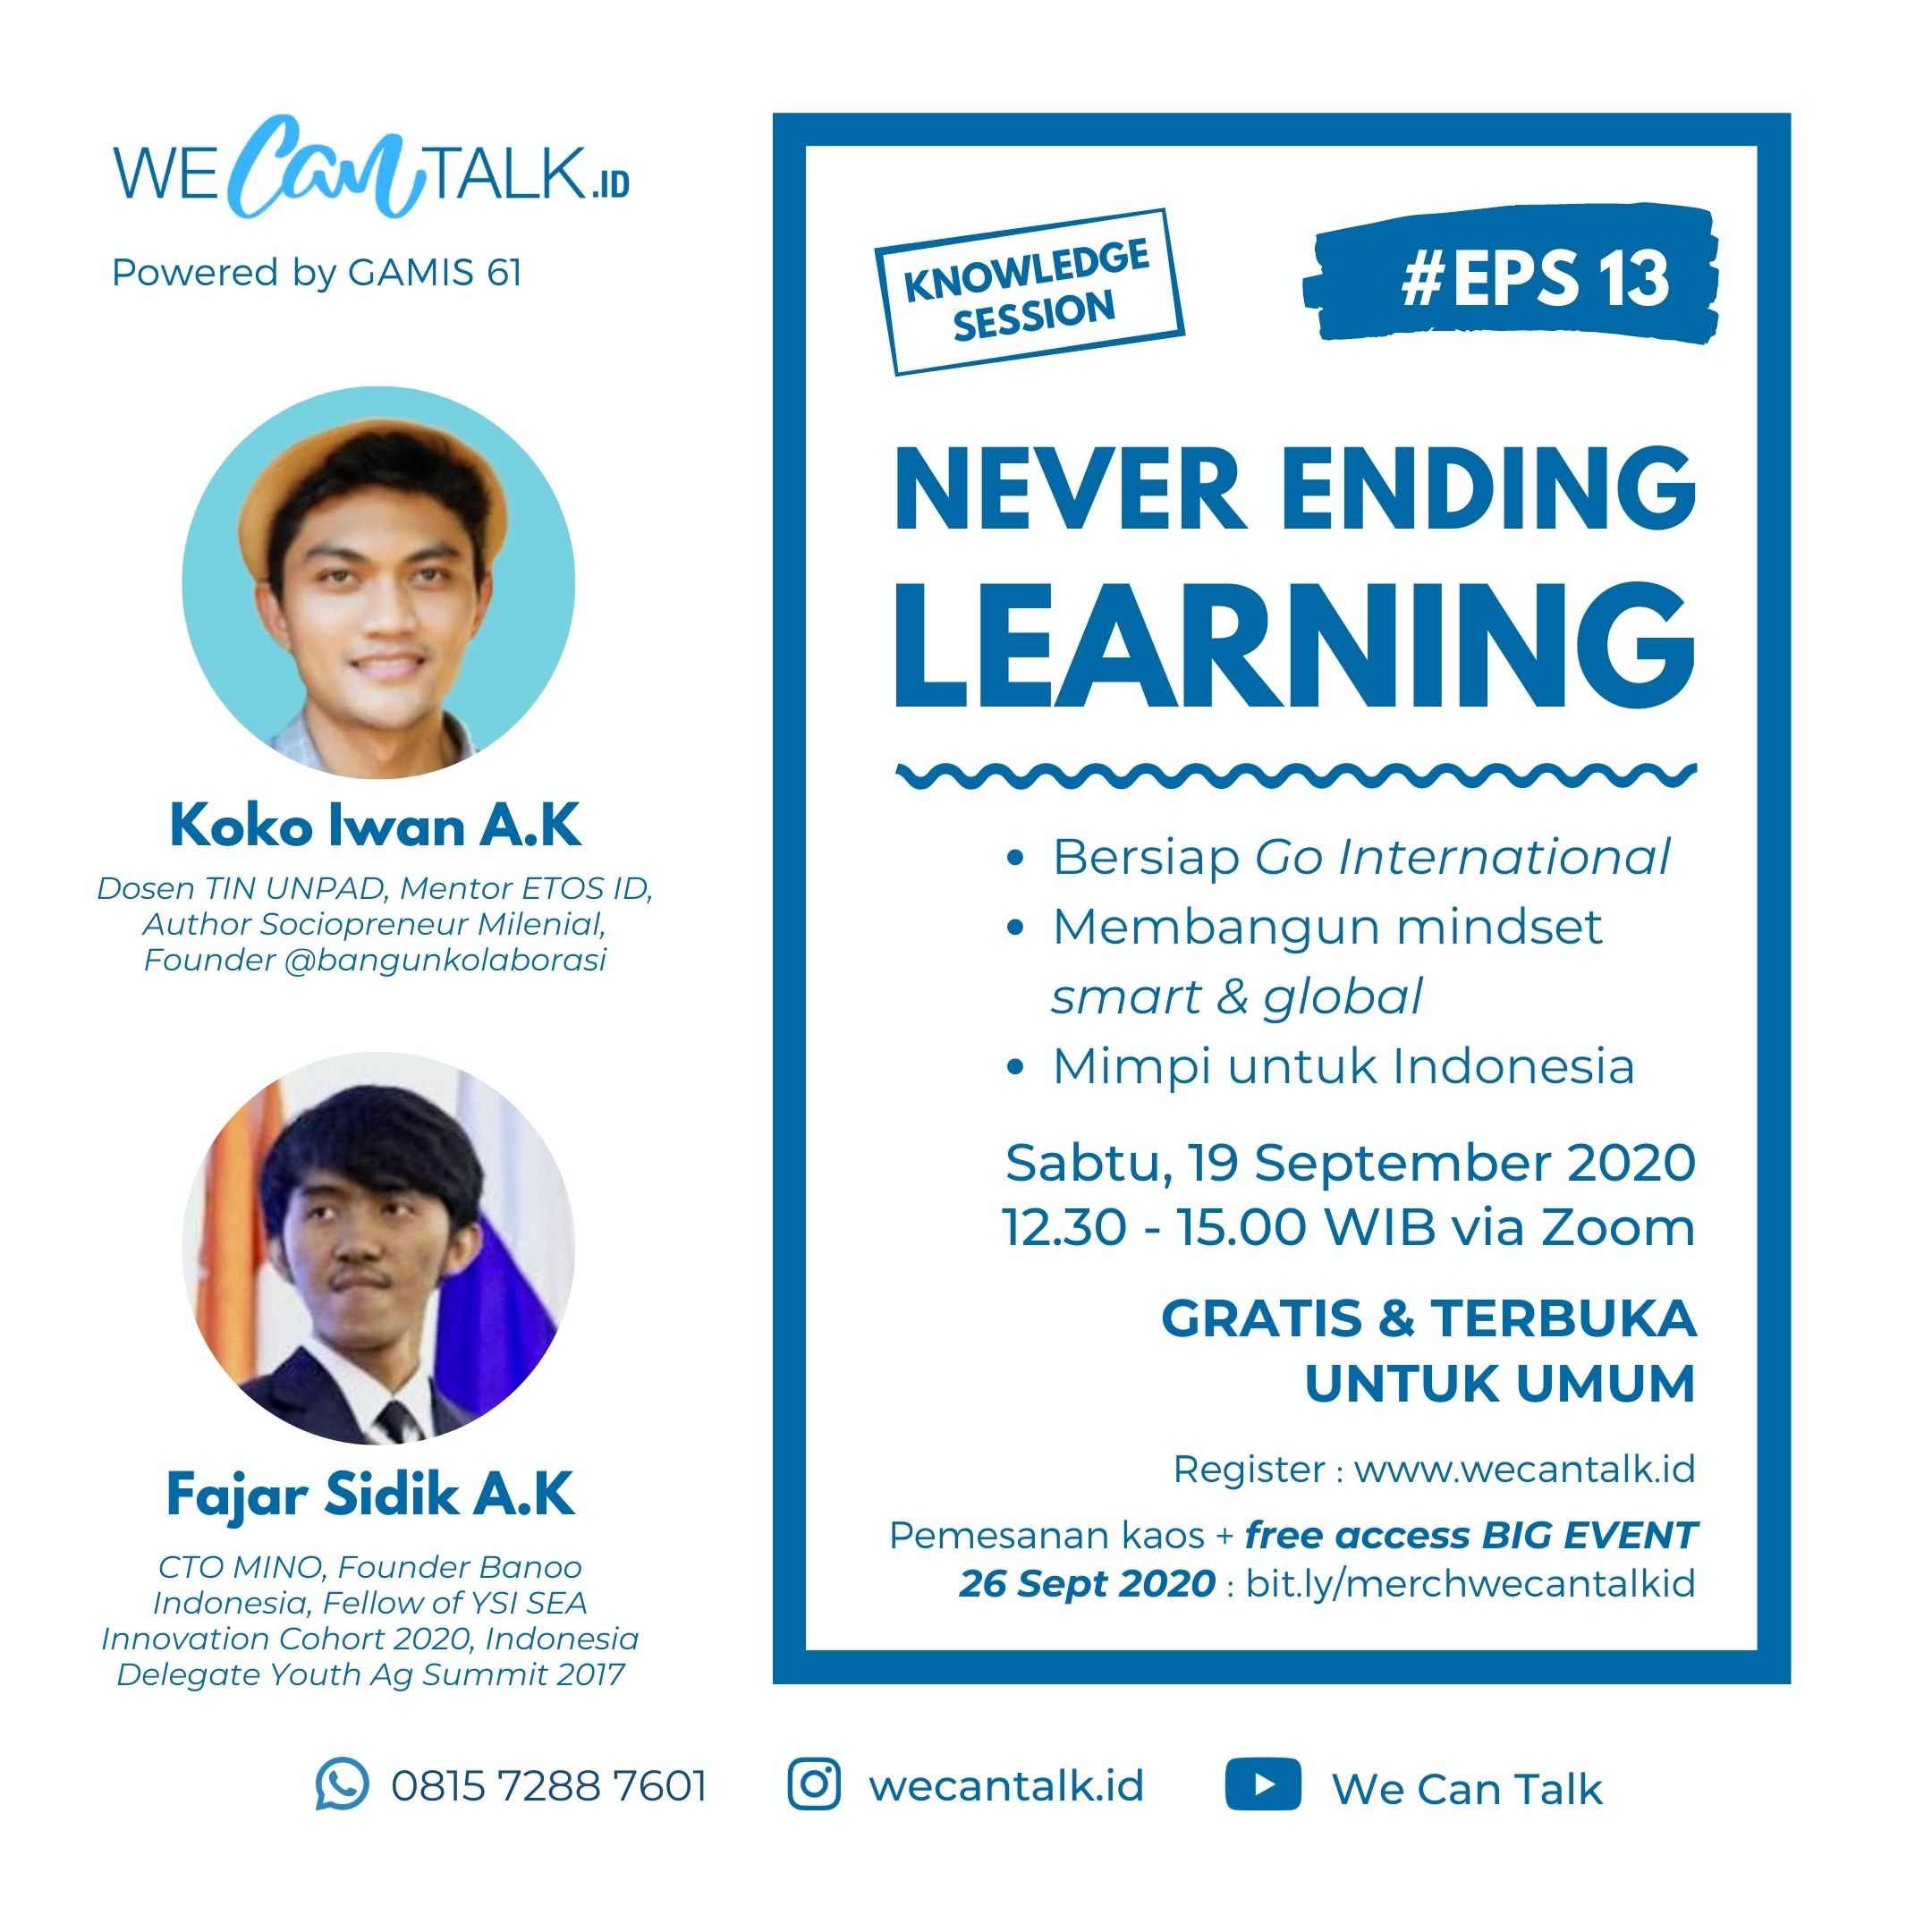 WE Can TALK.ID
Powered by GAMIS 61
Koko Iwan A.K
Dosen TIN UNPAD, Mentor ETOS ID,
Author Sociopreneur Milenial,
Founder @bangunkolaborasi
Fajar Sidik A.K
CTO MINO, Founder Banoo
Indonesia, Fellow of YSI SEA
Innovation Cohort 2020, Indonesia
Delegate Youth Ag Summit 2017
KNOWLEDGE
SESSION
#EPS 13
NEVER ENDING
LEARNING
• Bersiap Go International
• Membangun mindset
smart & global
• Mimpi untuk Indonesia
Sabtu, 19 September 2020
12.30 - 15.00 WIB via Zoom
GRATIS & TERBUKA
UNTUK UMUM
Register : www.wecantalk.id
Pemesanan kaos + free access BIG EVENT
26 Sept 2020 : bit.ly/merchwecantalkid
0815 7288 7601
wecantalk.id
We Can Talk